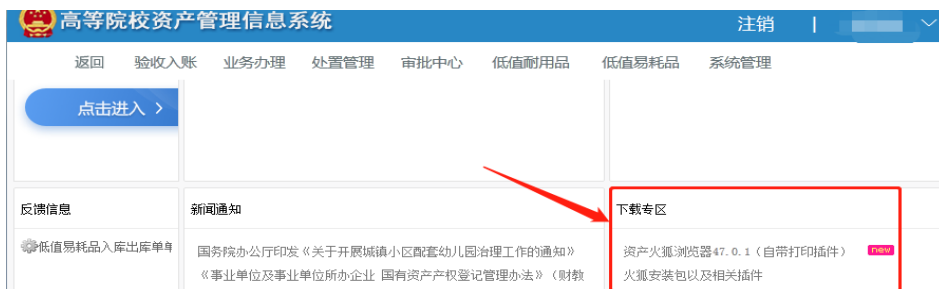 高等院校资产管理信息系统
注销 |
返回 验收入账 业务办理 处置管理 审批中心 低值耐用品 低值易耗品 系统管理
点击进入 >
反馈信息
低值易耗品入库出库单年
新闻通知
国务院办公厅印发《关于开展城镇小区配套幼儿园治理工作的通知》
《事业单位及事业单位所办企业 国有资产产权登记管理办法》（财教
下载专区
资产火狐浏览器47.0.1（自带打印插件） new
火狐安装包以及相关插件